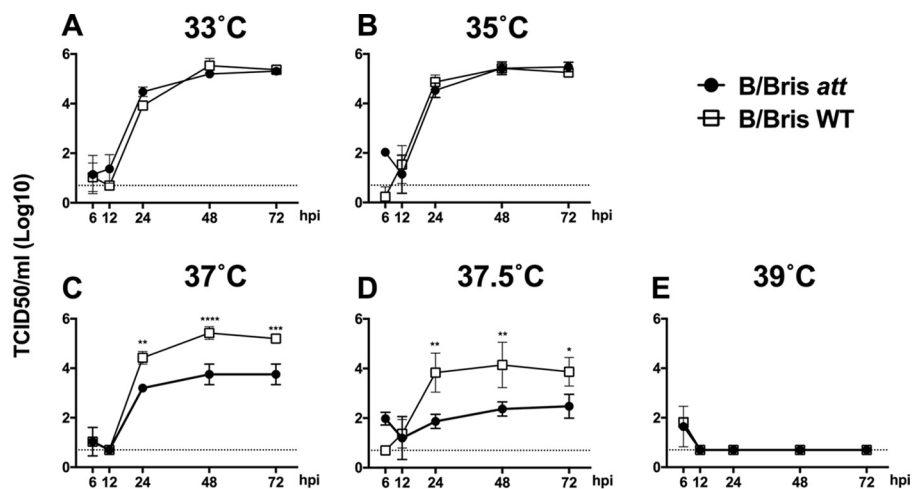 A
33˚C
B
35˚C
B/Bris att
B/Bris WT
TCID50/ml (Log10)
6
4
2
0
6 12 24 48 72 hpi
6
4
2
0
6 12 24 48 72 hpi
C
37˚C
D
37.5˚C
E
39˚C
6
4
2
0
** **** ***
6 12 24 48 72 hpi
6
4
2
0
** ** *
6 12 24 48 72 hpi
6
4
2
0
6 12 24 48 72 hpi